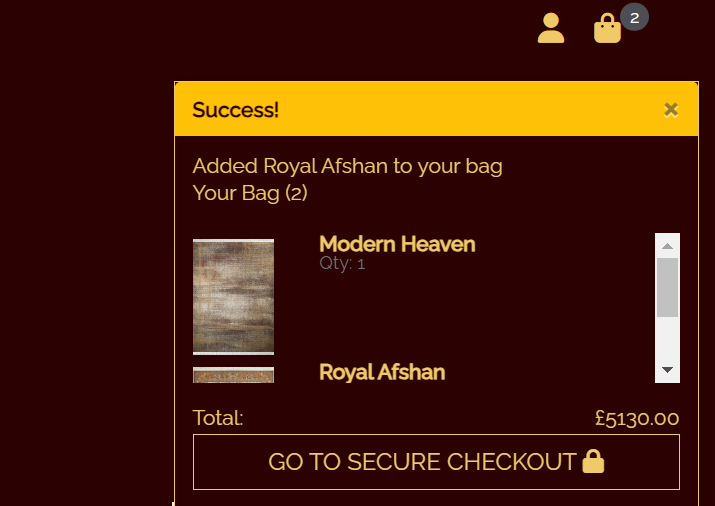 2
Success!
×
Added Royal Afshan to your bag
Your Bag (2)
Modern Heaven
Qty: 1
Royal Afshan
Total: £5130.00
GO TO SECURE CHECKOUT